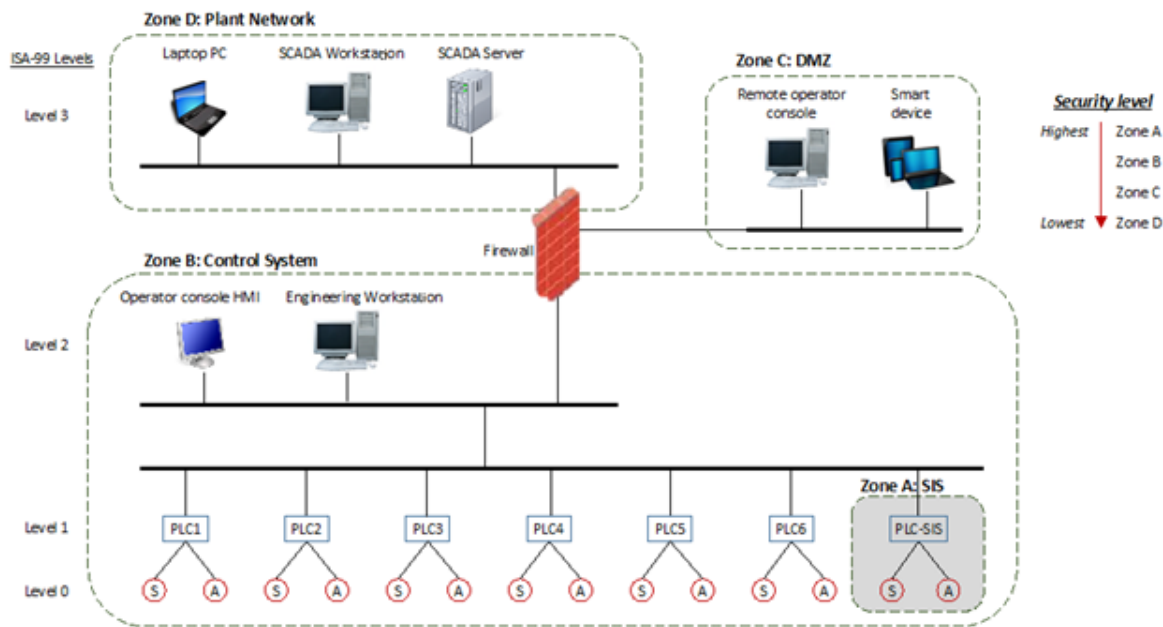 Zone D: Plant Network
ISA-99 Levels
Laptop PC
SCADA Workstation
SCADA Server
Zone C: DMZ
Level 3
Remote operator
console
Smart
device
Security level
Highest
Zone A
Zone B
Zone C
Lowest
Zone D
Firewall
Zone B: Control System
Operator console HMI
Engineering Workstation
Level 2
Zone A: SIS
Level 1
PLC1
PLC2
PLC3
PLC4
PLC5
PLC6
PLC-SIS
Level 0
S
A
S
A
S
A
S
A
S
A
S
A
S
A